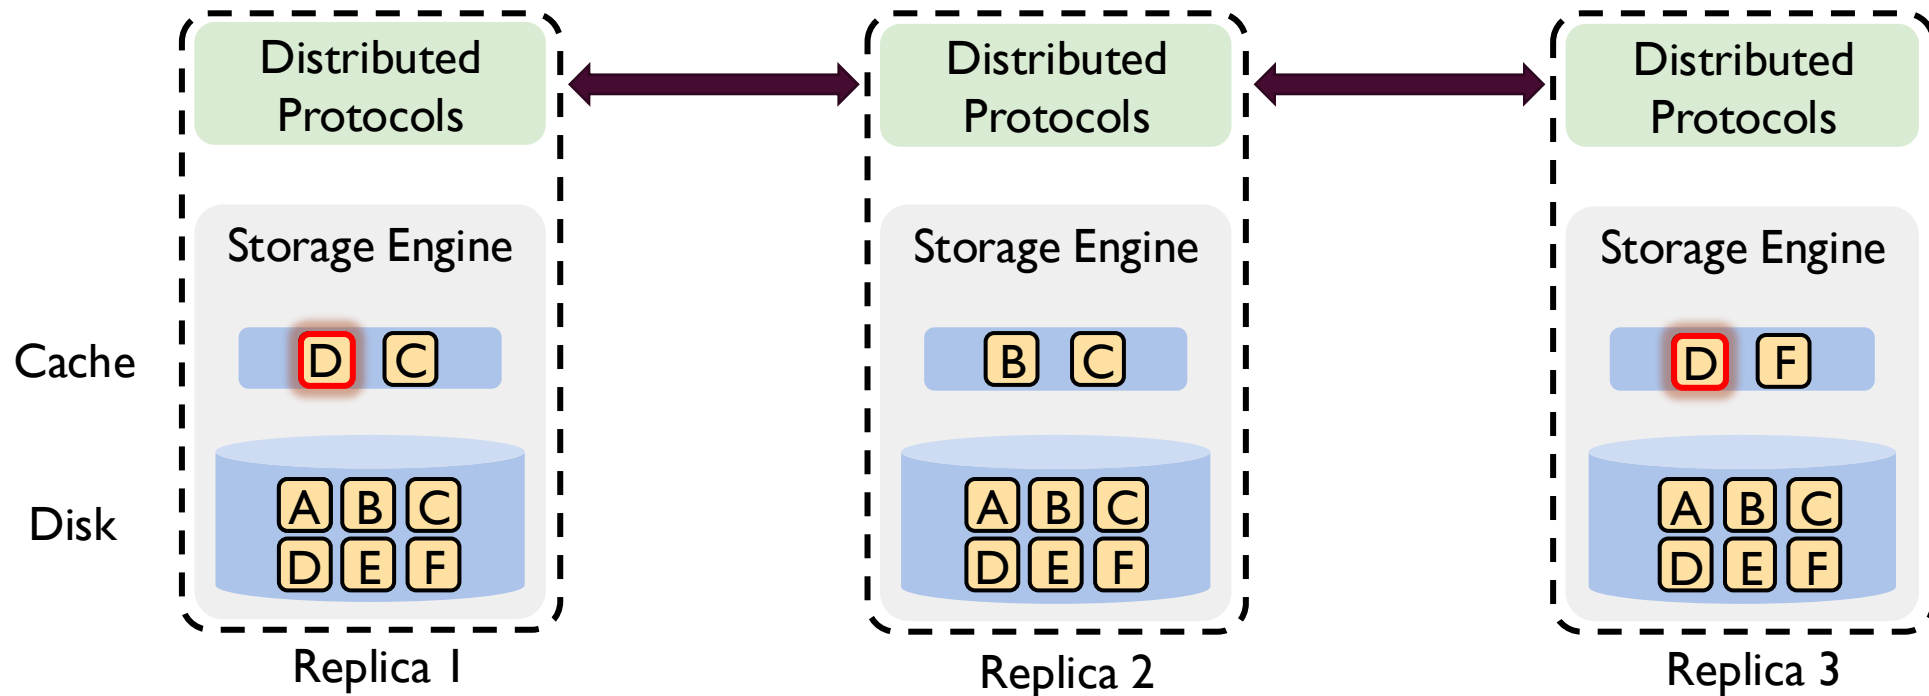 Distributed
Protocols
Distributed
Protocols
Distributed
Protocols
Storage Engine
Storage Engine
Storage Engine
Cache
D C
B C
D F
Disk
A B C
D E F
A B C
D E F
A B C
D E F
Replica 1
Replica 2
Replica 3